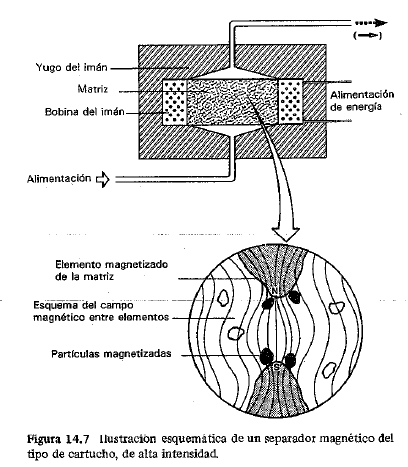 (→)
Yugo del imán
Matriz
Bobina del imán
Alimentación
de energía
Alimentación
Elemento magnetizado
de la matriz
N
Esquema del campo
magnético entre elementos
Partículas magnetizadas
S
Figura 14.7 Ilustración esquemática de un separador magnético del
tipo de cartucho, de alta intensidad.